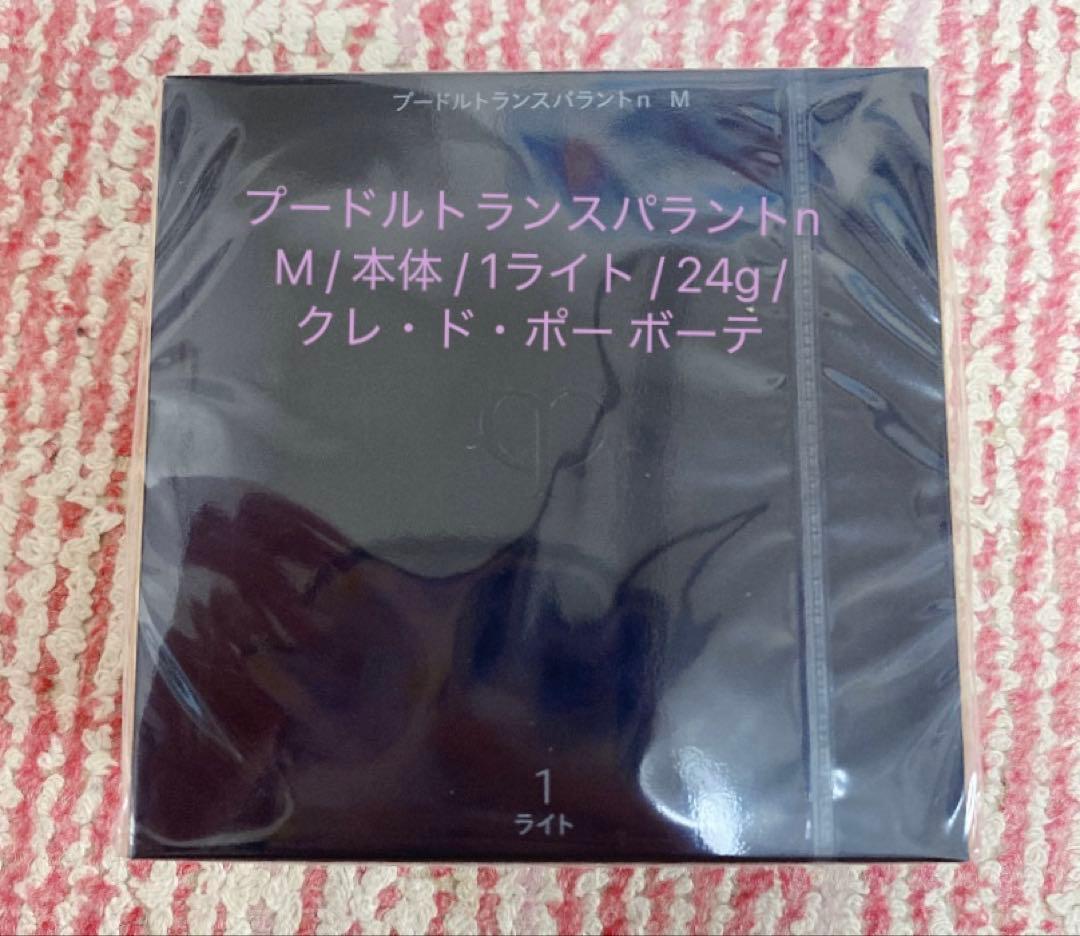 プードルトランスパラントn M
プードルトランスパラントn
M / 本体 / 1ライト / 24g /
クレ・ド・ポー ボーテ
1
ライト